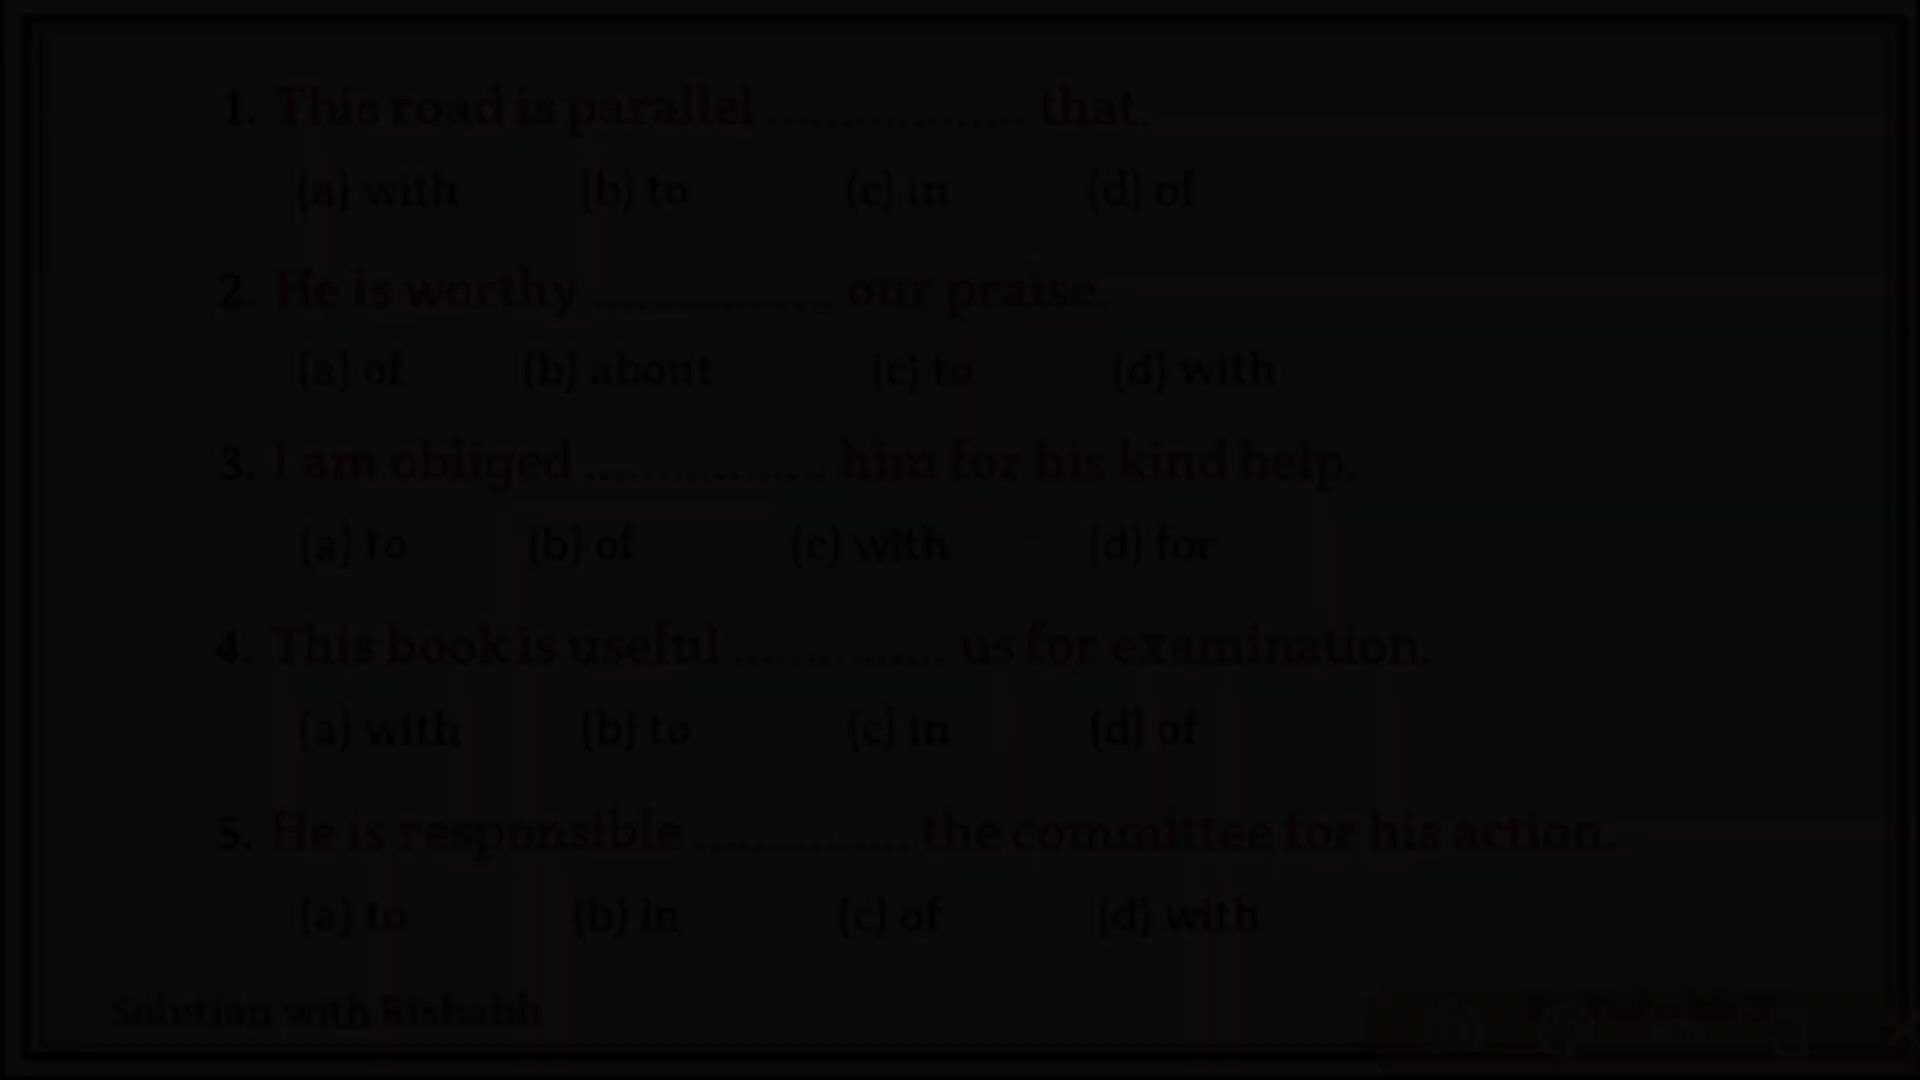 1. This road is parallel ................... that.
(a) with (b) to (c) in (d) of
2. He is worthy ................. our praise.
(a) of (b) about (c) to (d) with
3. I am obliged ................. him for his kind help.
(a) to (b) of (c) with (d) for
4. This book is useful ............... us for examination.
(a) with (b) to (c) in (d) of
5. He is responsible ............... the committee for his action.
(a) to (b) in (c) of (d) with
Solution with Rishabh